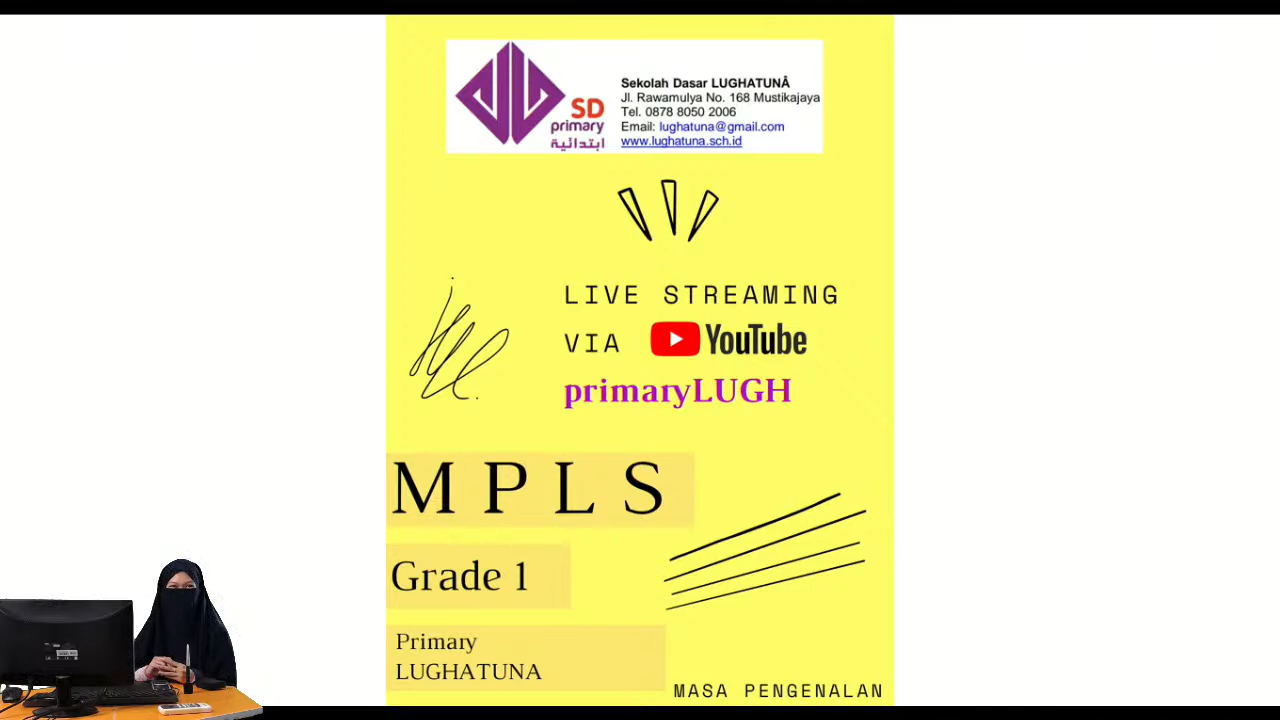 SD
primary
ابتدائية
Sekolah Dasar LUGHATUNÂ
Jl. Rawamulya No. 168 Mustikajaya
Tel. 0878 8050 2006
Email: lughatuna@gmail.com
www.lughatuna.sch.id
LIVE STREAMING
VIA YouTube
primaryLUGH
MPLS
Grade 1
Primary
LUGHATUNA
MASA PENGENALAN